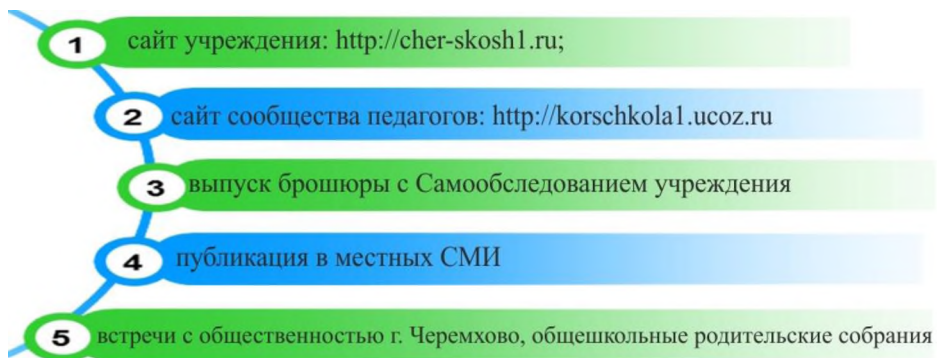 1 сайт учреждения: http://cher-skosh1.ru;
2 сайт сообщества педагогов: http://korschkola1.ucoz.ru
3 выпуск брошюры с Самообследованием учреждения
4 публикация в местных СМИ
5 встречи с общественностью г. Черемхово, общешкольные родительские собрания